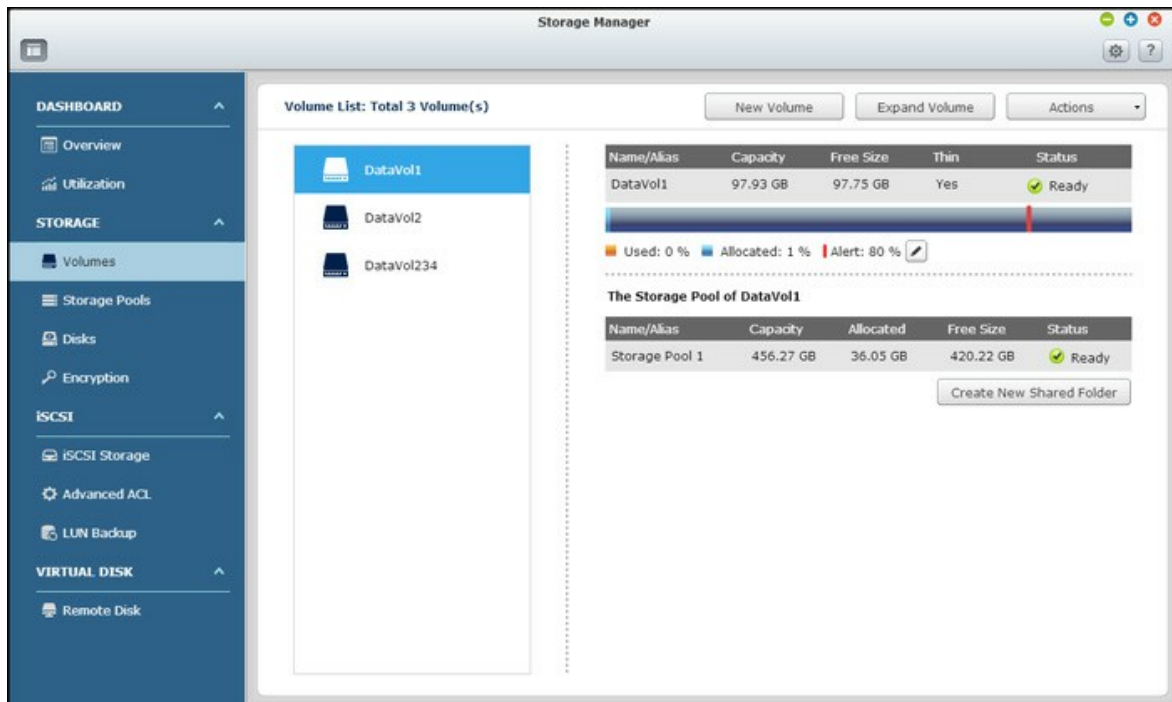 Storage Manager
?
DASHBOARD
Overview
Utilization
STORAGE
Volumes
Storage Pools
Disks
Encryption
iSCSI
iSCSI Storage
Advanced ACL
LUN Backup
VIRTUAL DISK
Remote Disk
Volume List: Total 3 Volume(s)
New Volume
Expand Volume
Actions
DataVol1
DataVol2
DataVol234
Name/Alias Capacity Free Size Thin Status
DataVol1 97.93 GB 97.75 GB Yes Ready
Used: 0 % Allocated: 1 % Alert: 80 %
The Storage Pool of DataVol1
Name/Alias Capacity Allocated Free Size Status
Storage Pool 1 456.27 GB 36.05 GB 420.22 GB Ready
Create New Shared Folder